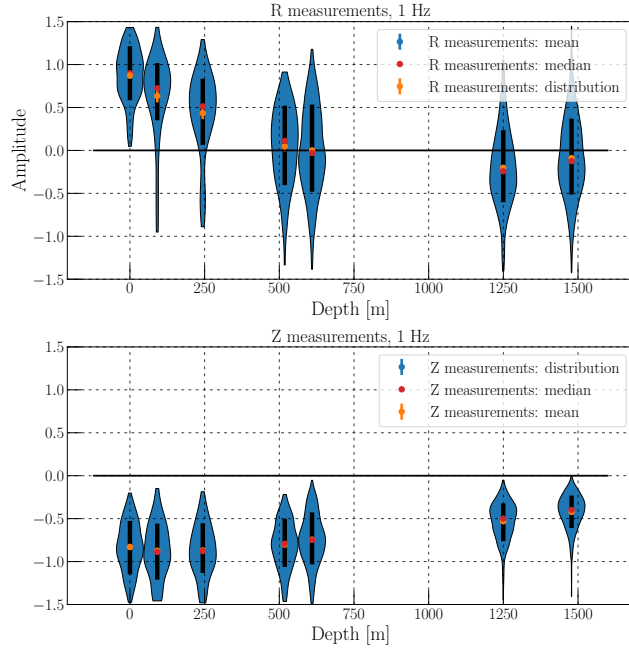 R measurements, 1 Hz
1.5
1.0
0.5
0.0
−0.5
−1.0
−1.5
Amplitude
R measurements: mean
R measurements: median
R measurements: distribution
0 250 500 750 1000 1250 1500
Depth [m]
Z measurements, 1 Hz
1.5
1.0
0.5
0.0
−0.5
−1.0
−1.5
Z measurements: distribution
Z measurements: median
Z measurements: mean
0 250 500 750 1000 1250 1500
Depth [m]